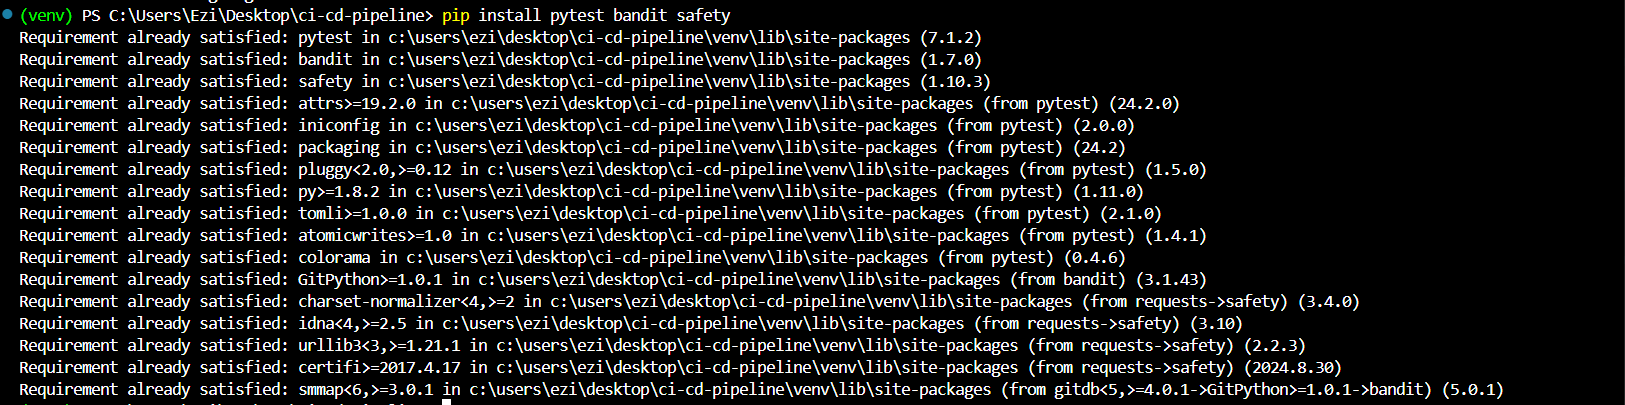 (venv) PS C:\Users\Ezi\Desktop\ci-cd-pipeline> pip install pytest bandit safety
Requirement already satisfied: pytest in c:\users\ezi\desktop\ci-cd-pipeline\venv\lib\site-packages (7.1.2)
Requirement already satisfied: bandit in c:\users\ezi\desktop\ci-cd-pipeline\venv\lib\site-packages (1.7.0)
Requirement already satisfied: safety in c:\users\ezi\desktop\ci-cd-pipeline\venv\lib\site-packages (1.10.3)
Requirement already satisfied: attrs>=19.2.0 in c:\users\ezi\desktop\ci-cd-pipeline\venv\lib\site-packages (from pytest) (24.2.0)
Requirement already satisfied: iniconfig in c:\users\ezi\desktop\ci-cd-pipeline\venv\lib\site-packages (from pytest) (2.0.0)
Requirement already satisfied: packaging in c:\users\ezi\desktop\ci-cd-pipeline\venv\lib\site-packages (from pytest) (24.2)
Requirement already satisfied: pluggy<2.0,>=0.12 in c:\users\ezi\desktop\ci-cd-pipeline\venv\lib\site-packages (from pytest) (1.5.0)
Requirement already satisfied: py>=1.8.2 in c:\users\ezi\desktop\ci-cd-pipeline\venv\lib\site-packages (from pytest) (1.11.0)
Requirement already satisfied: tomli>=1.0.0 in c:\users\ezi\desktop\ci-cd-pipeline\venv\lib\site-packages (from pytest) (2.1.0)
Requirement already satisfied: atomicwrites>=1.0 in c:\users\ezi\desktop\ci-cd-pipeline\venv\lib\site-packages (from pytest) (1.4.1)
Requirement already satisfied: colorama in c:\users\ezi\desktop\ci-cd-pipeline\venv\lib\site-packages (from pytest) (0.4.6)
Requirement already satisfied: GitPython>=1.0.1 in c:\users\ezi\desktop\ci-cd-pipeline\venv\lib\site-packages (from bandit) (3.1.43)
Requirement already satisfied: charset-normalizer<4,>=2 in c:\users\ezi\desktop\ci-cd-pipeline\venv\lib\site-packages (from requests->safety) (3.4.0)
Requirement already satisfied: idna<4,>=2.5 in c:\users\ezi\desktop\ci-cd-pipeline\venv\lib\site-packages (from requests->safety) (3.10)
Requirement already satisfied: urllib3<3,>=1.21.1 in c:\users\ezi\desktop\ci-cd-pipeline\venv\lib\site-packages (from requests->safety) (2.2.3)
Requirement already satisfied: certifi>=2017.4.17 in c:\users\ezi\desktop\ci-cd-pipeline\venv\lib\site-packages (from requests->safety) (2024.8.30)
Requirement already satisfied: smmap<6,>=3.0.1 in c:\users\ezi\desktop\ci-cd-pipeline\venv\lib\site-packages (from gitdb<5,>=4.0.1->GitPython>=1.0.1->bandit) (5.0.1)